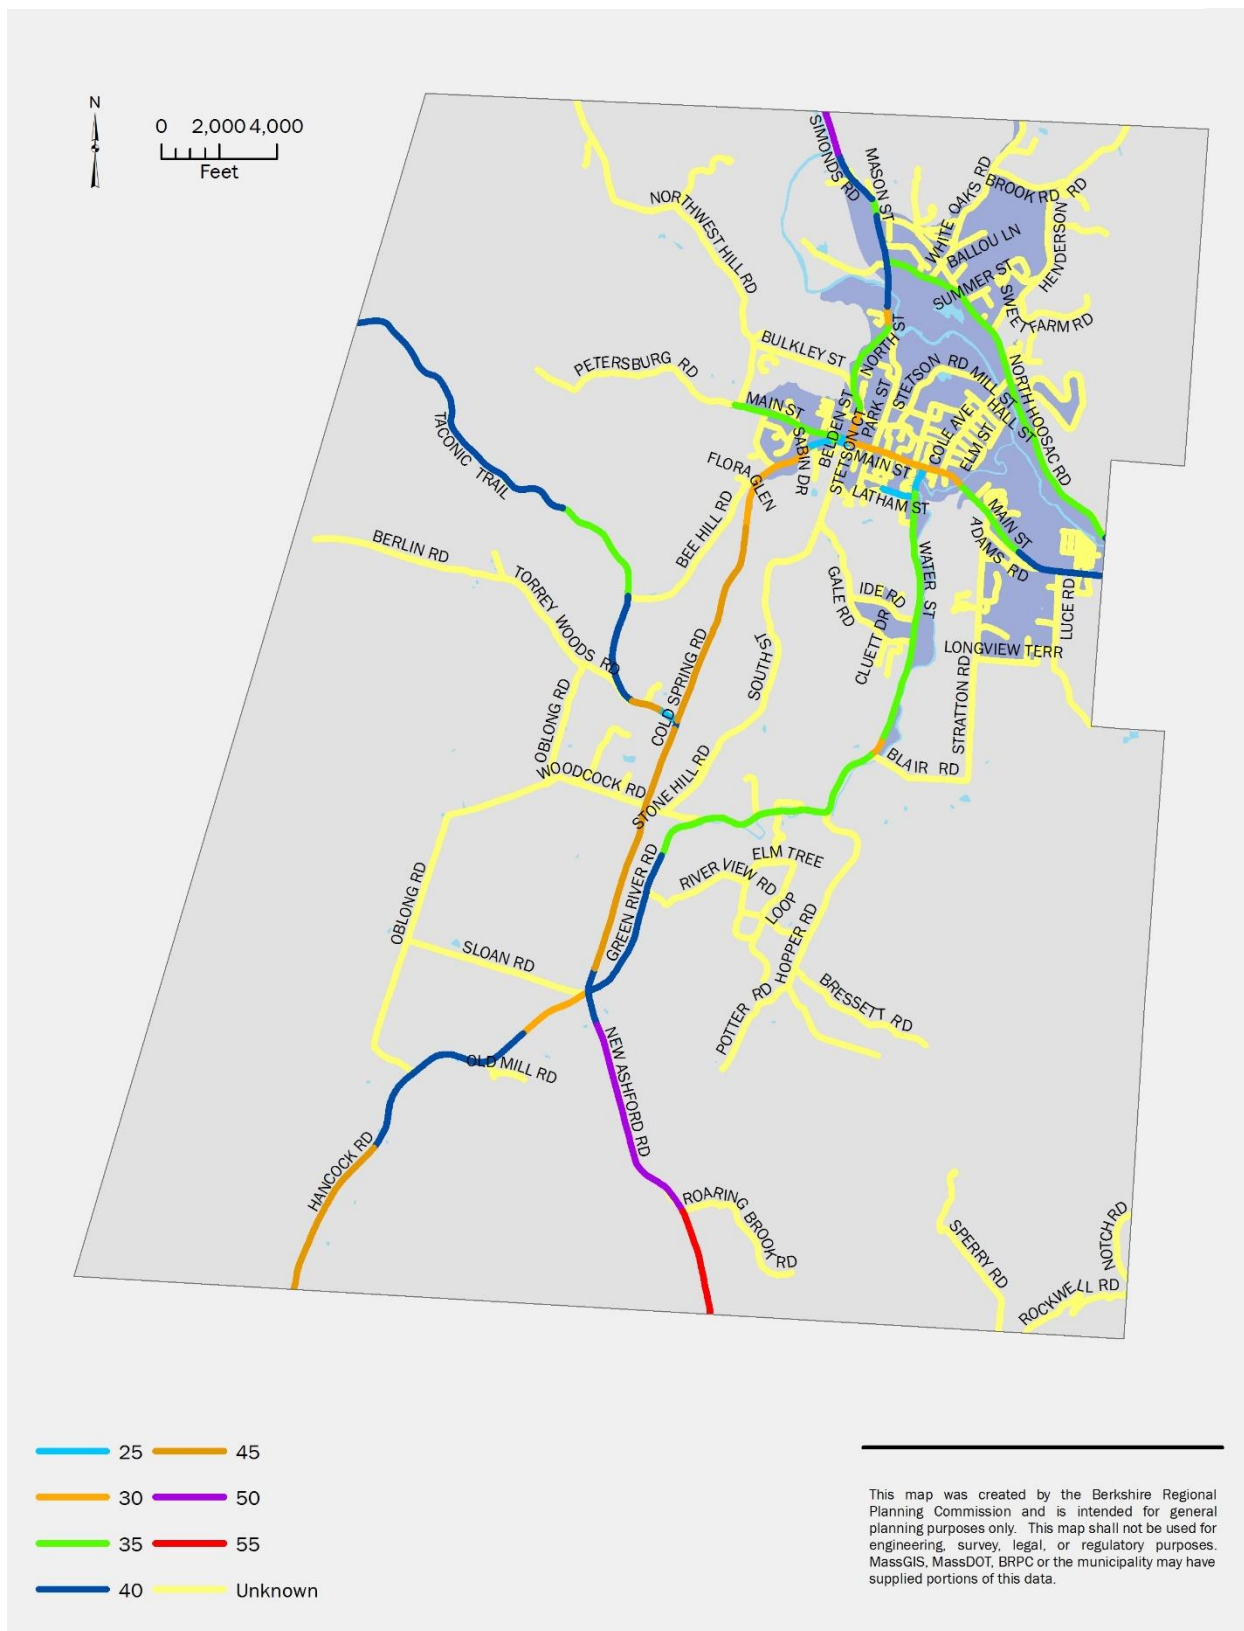 N
0 2,000 4,000
Feet
SIMONDS RD
MASON ST
WHITE OAKS RD
BROOK RD RD
HENDERSON
NORTHWEST HILL RD
BALLOU LN
SUMMER ST
SWEET FARM RD
NORTH ST
BULKLEY ST
PETERSBURG RD
STETSON RD
MILL ST
NORTH HOOSAC RD
PARK ST
HALL ST
MAIN ST
BELDEN ST
COLE AVE
ELM ST
TACONIC TRAIL
SABIN DR
STETSON CT
MAIN ST
FLORA GLEN
LATHAM ST
BEE HILL RD
MAIN ST
ADAMS RD
BERLIN RD
TORREY WOODS RD
WATER ST
GALE RD
IDE RD
CLUETT DR
LUCE RD
LONGVIEW TERR
COLD SPRING RD
SOUTH ST
STRATTON RD
OBLONG RD
BLAIR RD
WOODCOCK RD
STONE HILL RD
ELM TREE
LOOP
RIVER VIEW RD
GREEN RIVER RD
OBLONG RD
SLOAN RD
HOPPER RD
BRESSETT RD
POTTER RD
OLD MILL RD
NEW ASHFORD RD
HANCOCK RD
ROARING BROOK RD
SPERRY RD
NOTCH RD
ROCKWELL RD
25 45
30 50
35 55
40 Unknown
This map was created by the Berkshire Regional
Planning Commission and is intended for general
planning purposes only. This map shall not be used for
engineering, survey, legal, or regulatory purposes.
MassGIS, MassDOT, BRPC or the municipality may have
supplied portions of this data.